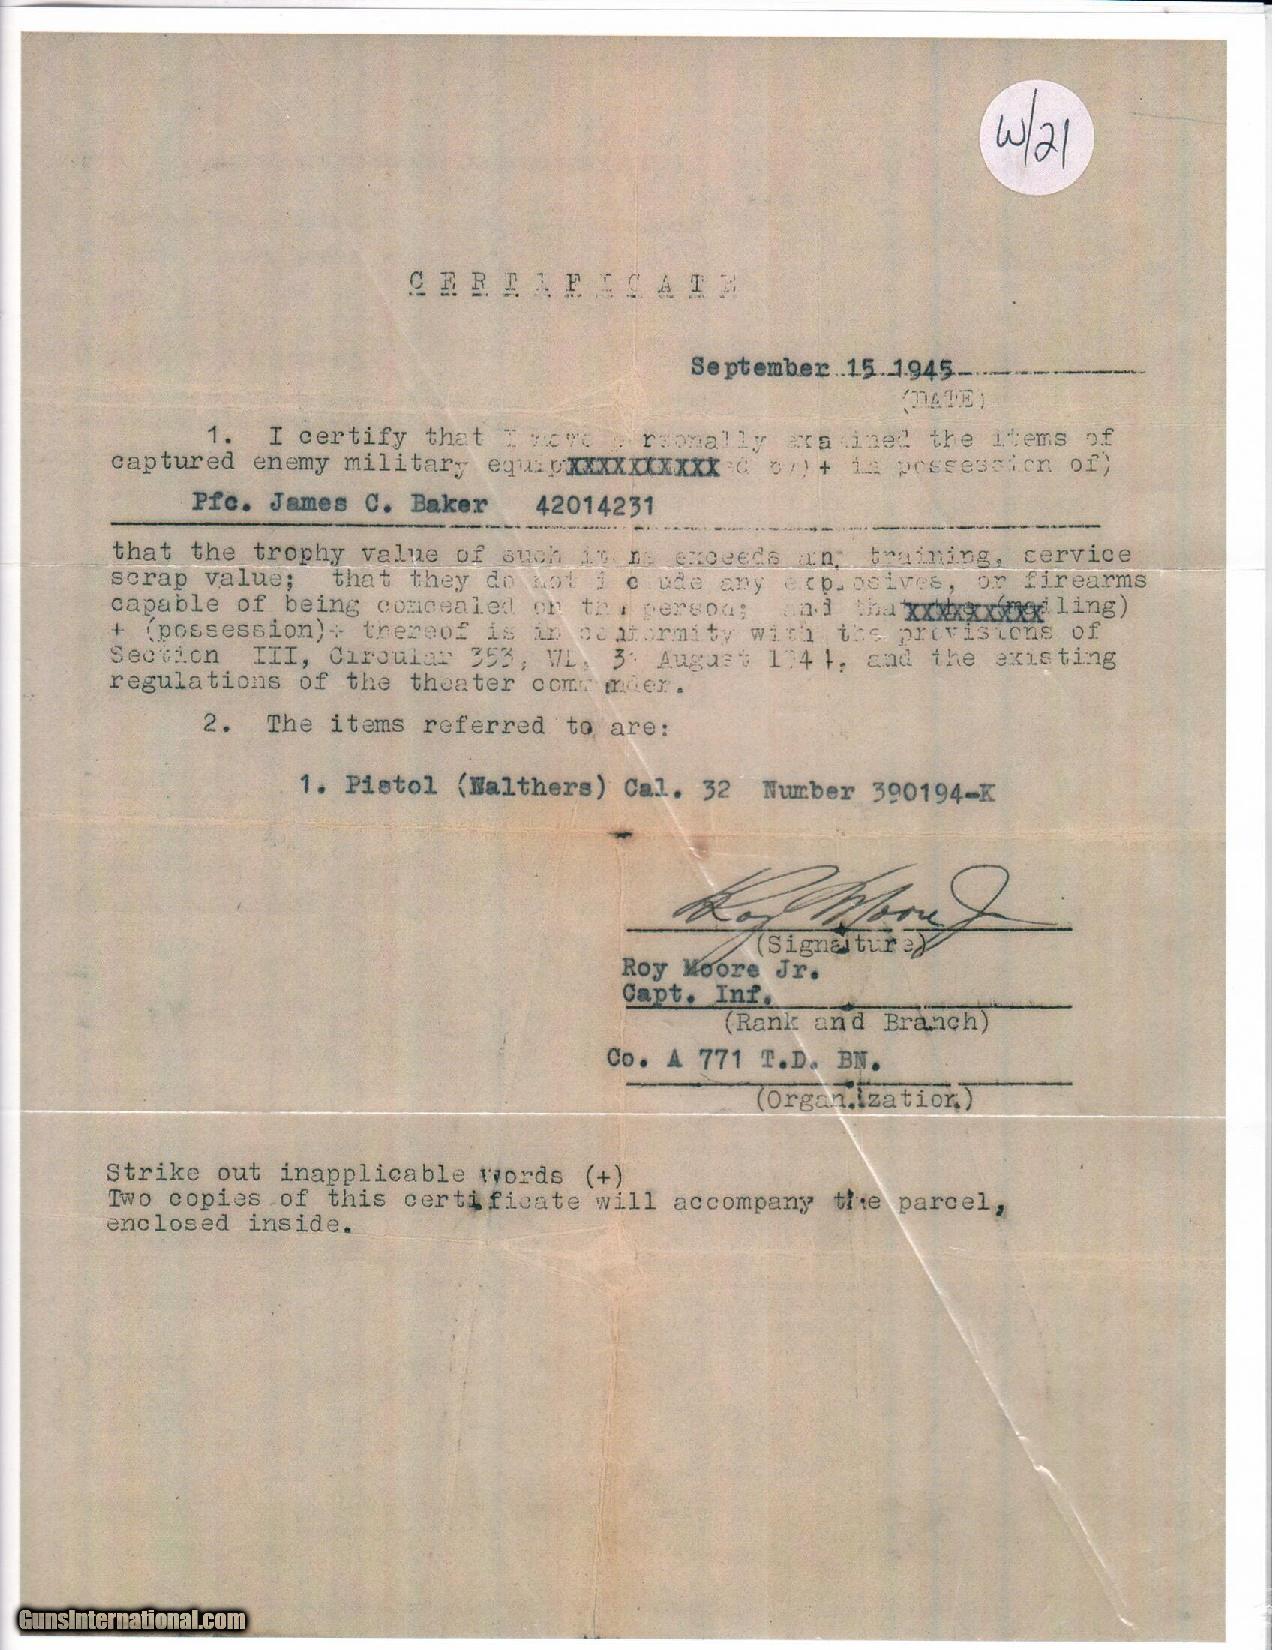 W/21
C E R T I F I C A T E
September 15 1945
(DATE)
1. I certify that I have personally examined the items of
captured enemy military equipXXXXXXXXXXed by) + in possession of)
Pfc. James C. Baker 42014231
that the trophy value of such items exceeds any training, service
scrap value; that they do not include any explosives, or firearms
capable of being concealed on the person; and thaXXXXXXXXXXiling)
+ (possession)+ thereof is in conformity with the provisions of
Section III, Circular 353, WD, 31 August 1944, and the existing
regulations of the theater commander.
2. The items referred to are:
1. Pistol (Walthers) Cal. 32 Number 390194-K
Roy Moore Jr
(Signature)
Roy Moore Jr.
Capt. Inf.
(Rank and Branch)
Co. A 771 T.D. BN.
(Organization)
Strike out inapplicable words (+)
Two copies of this certificate will accompany the parcel,
enclosed inside.
GunsInternational.com